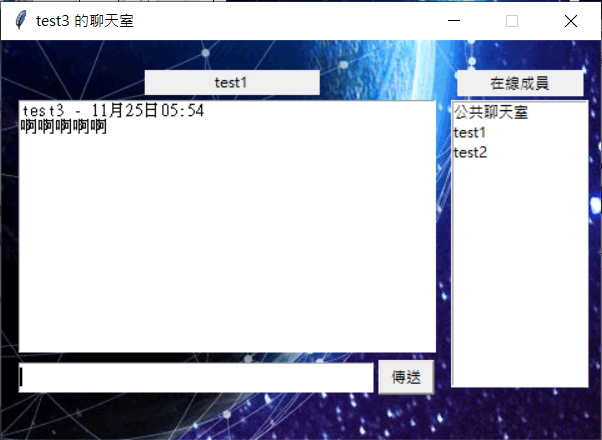 test3 的聊天室
test1
在線成員
test3 - 11月25日05:54
啊啊啊啊啊
公共聊天室
test1
test2
傳送